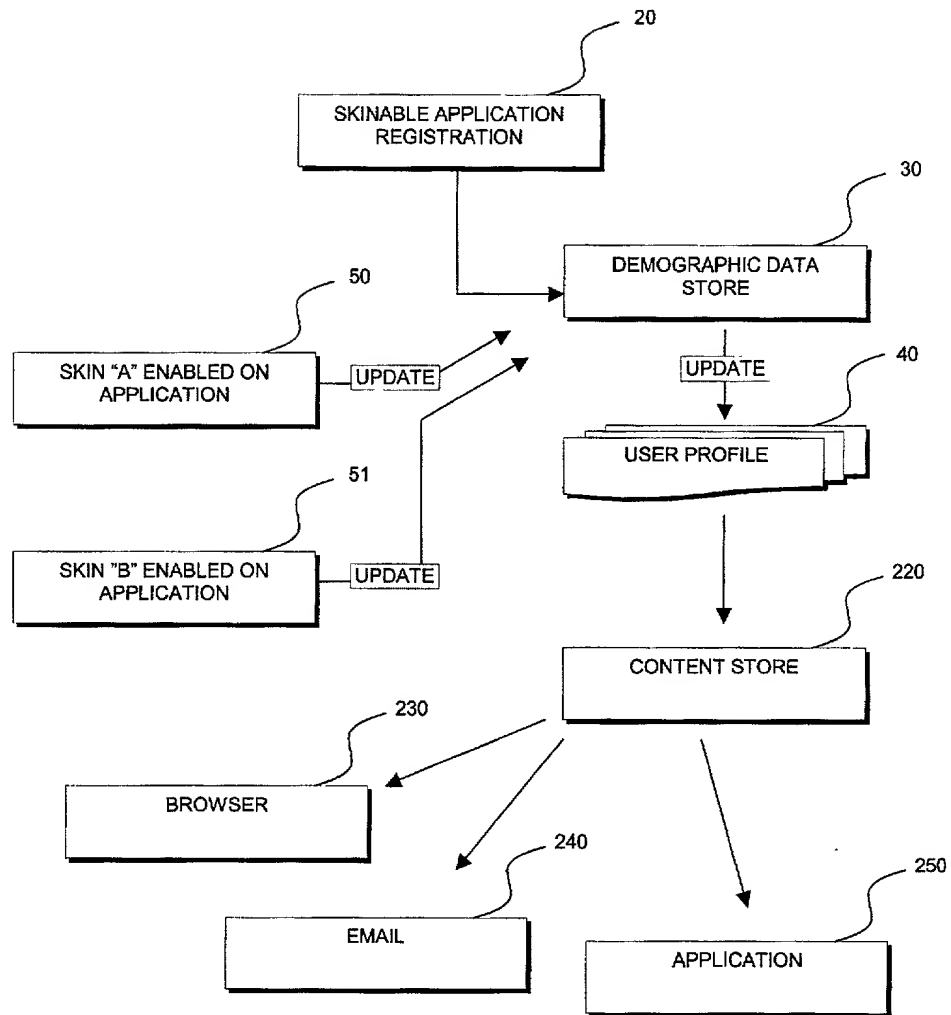 20
SKINABLE APPLICATION
REGISTRATION
30
DEMOGRAPHIC DATA
STORE
50
SKIN "A" ENABLED ON
APPLICATION
UPDATE
UPDATE
40
USER PROFILE
51
SKIN "B" ENABLED ON
APPLICATION
UPDATE
220
CONTENT STORE
230
BROWSER
240
EMAIL
250
APPLICATION